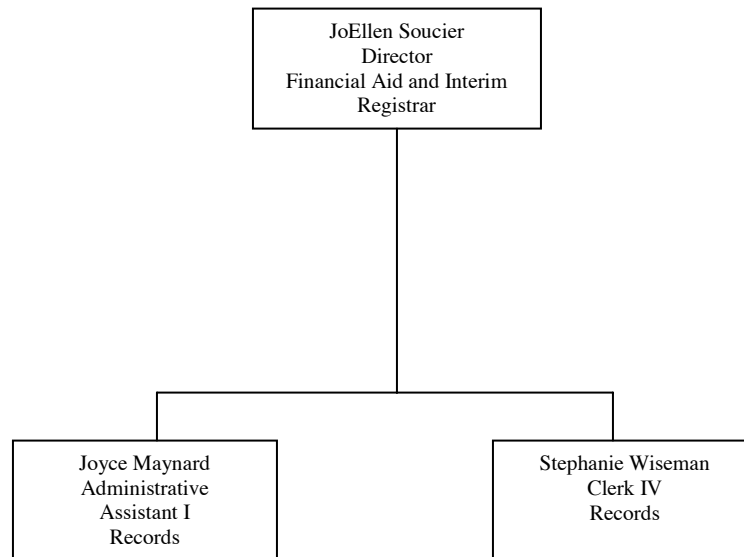 JoEllen Soucier
Director
Financial Aid and Interim
Registrar
Joyce Maynard
Administrative
Assistant I
Records
Stephanie Wiseman
Clerk IV
Records